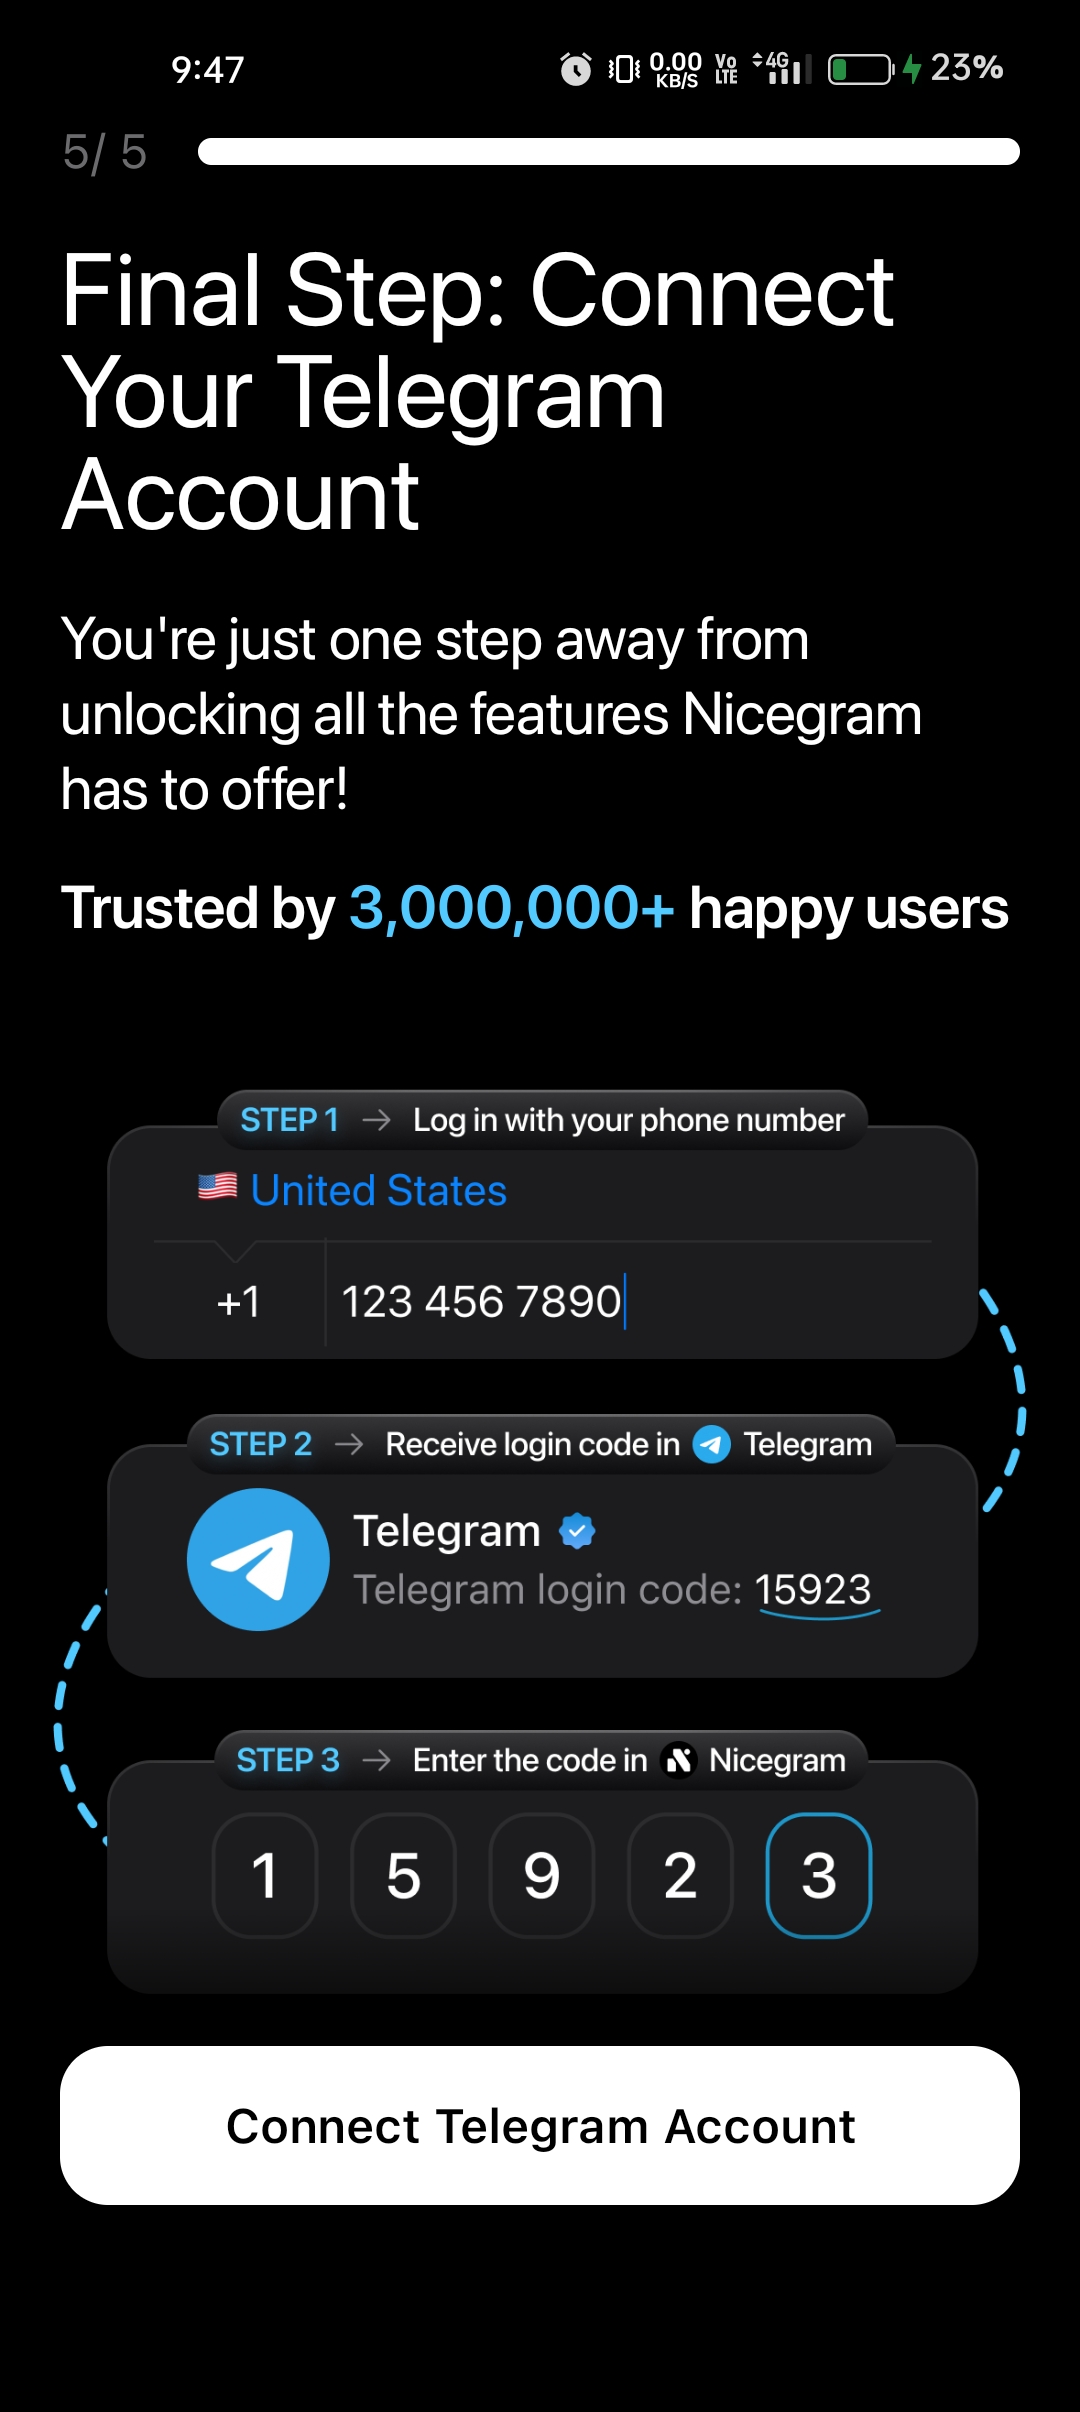 9:47
0.00
KB/S
Vo
LTE
4G
23%
5/ 5
Final Step: Connect
Your Telegram
Account
You're just one step away from
unlocking all the features Nicegram
has to offer!
Trusted by 3,000,000+ happy users
STEP 1 → Log in with your phone number
United States
+1 123 456 7890
STEP 2 → Receive login code in Telegram
Telegram
Telegram login code: 15923
STEP 3 → Enter the code in Nicegram
1 5 9 2 3
Connect Telegram Account